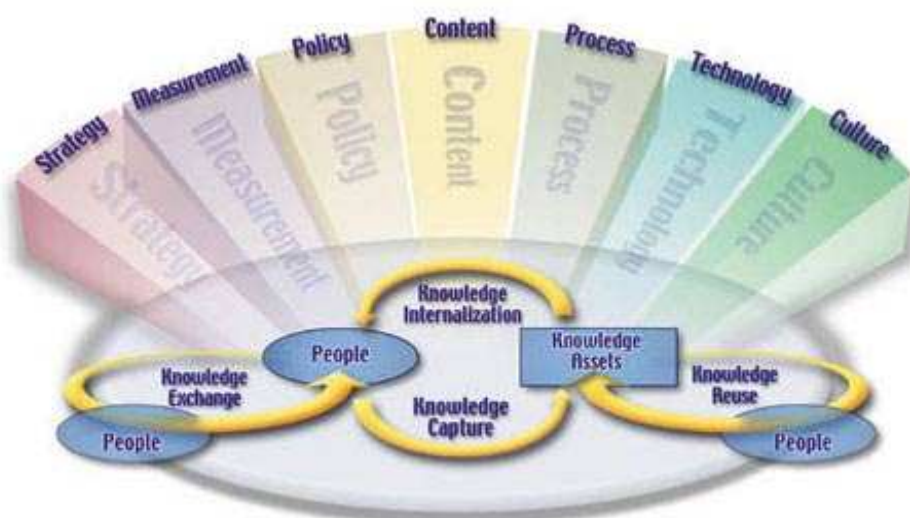 Strategy
Measurement
Policy
Content
Process
Technology
Culture
Strategy
Measurement
Policy
Content
Process
Technology
Culture
Knowledge
Internalization
People
Knowledge
Assets
Knowledge
Exchange
Knowledge
Reuse
Knowledge
Capture
People
People